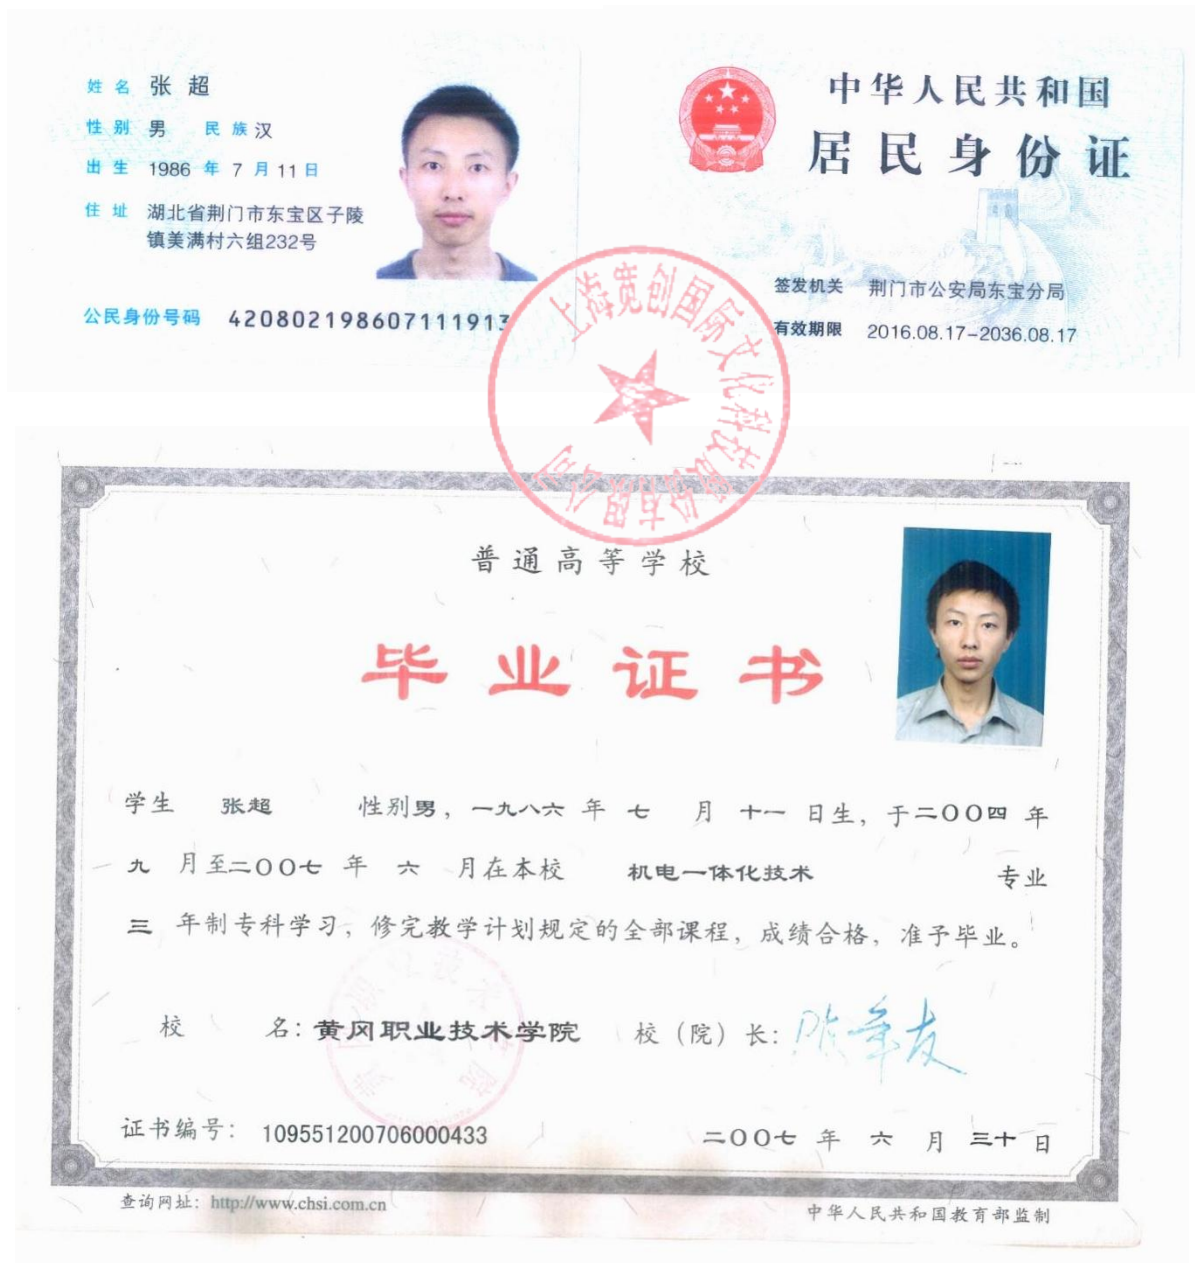 姓名 张超
性别 男 民族 汉
出生 1986 年 7 月 11 日
住址 湖北省荆门市东宝区子陵
镇美满村六组232号
公民身份号码 420802198607111913
中华人民共和国
居民身份证
签发机关 荆门市公安局东宝分局
有效期限 2016.08.17-2036.08.17
上海宽创国际文化科技股份有限公司
普通高等学校
毕业证书
学生 张超 性别男，一九八六 年 七 月 十一 日生，于二〇〇四 年
九 月至二〇〇七 年 六 月在本校 机电一体化技术 专业
三 年制专科学习，修完教学计划规定的全部课程，成绩合格，准予毕业。
校 名：黄冈职业技术学院 校（院）长：
证书编号：109551200706000433 二〇〇七 年 六 月 三十 日
查询网址：http://www.chsi.com.cn 中华人民共和国教育部监制